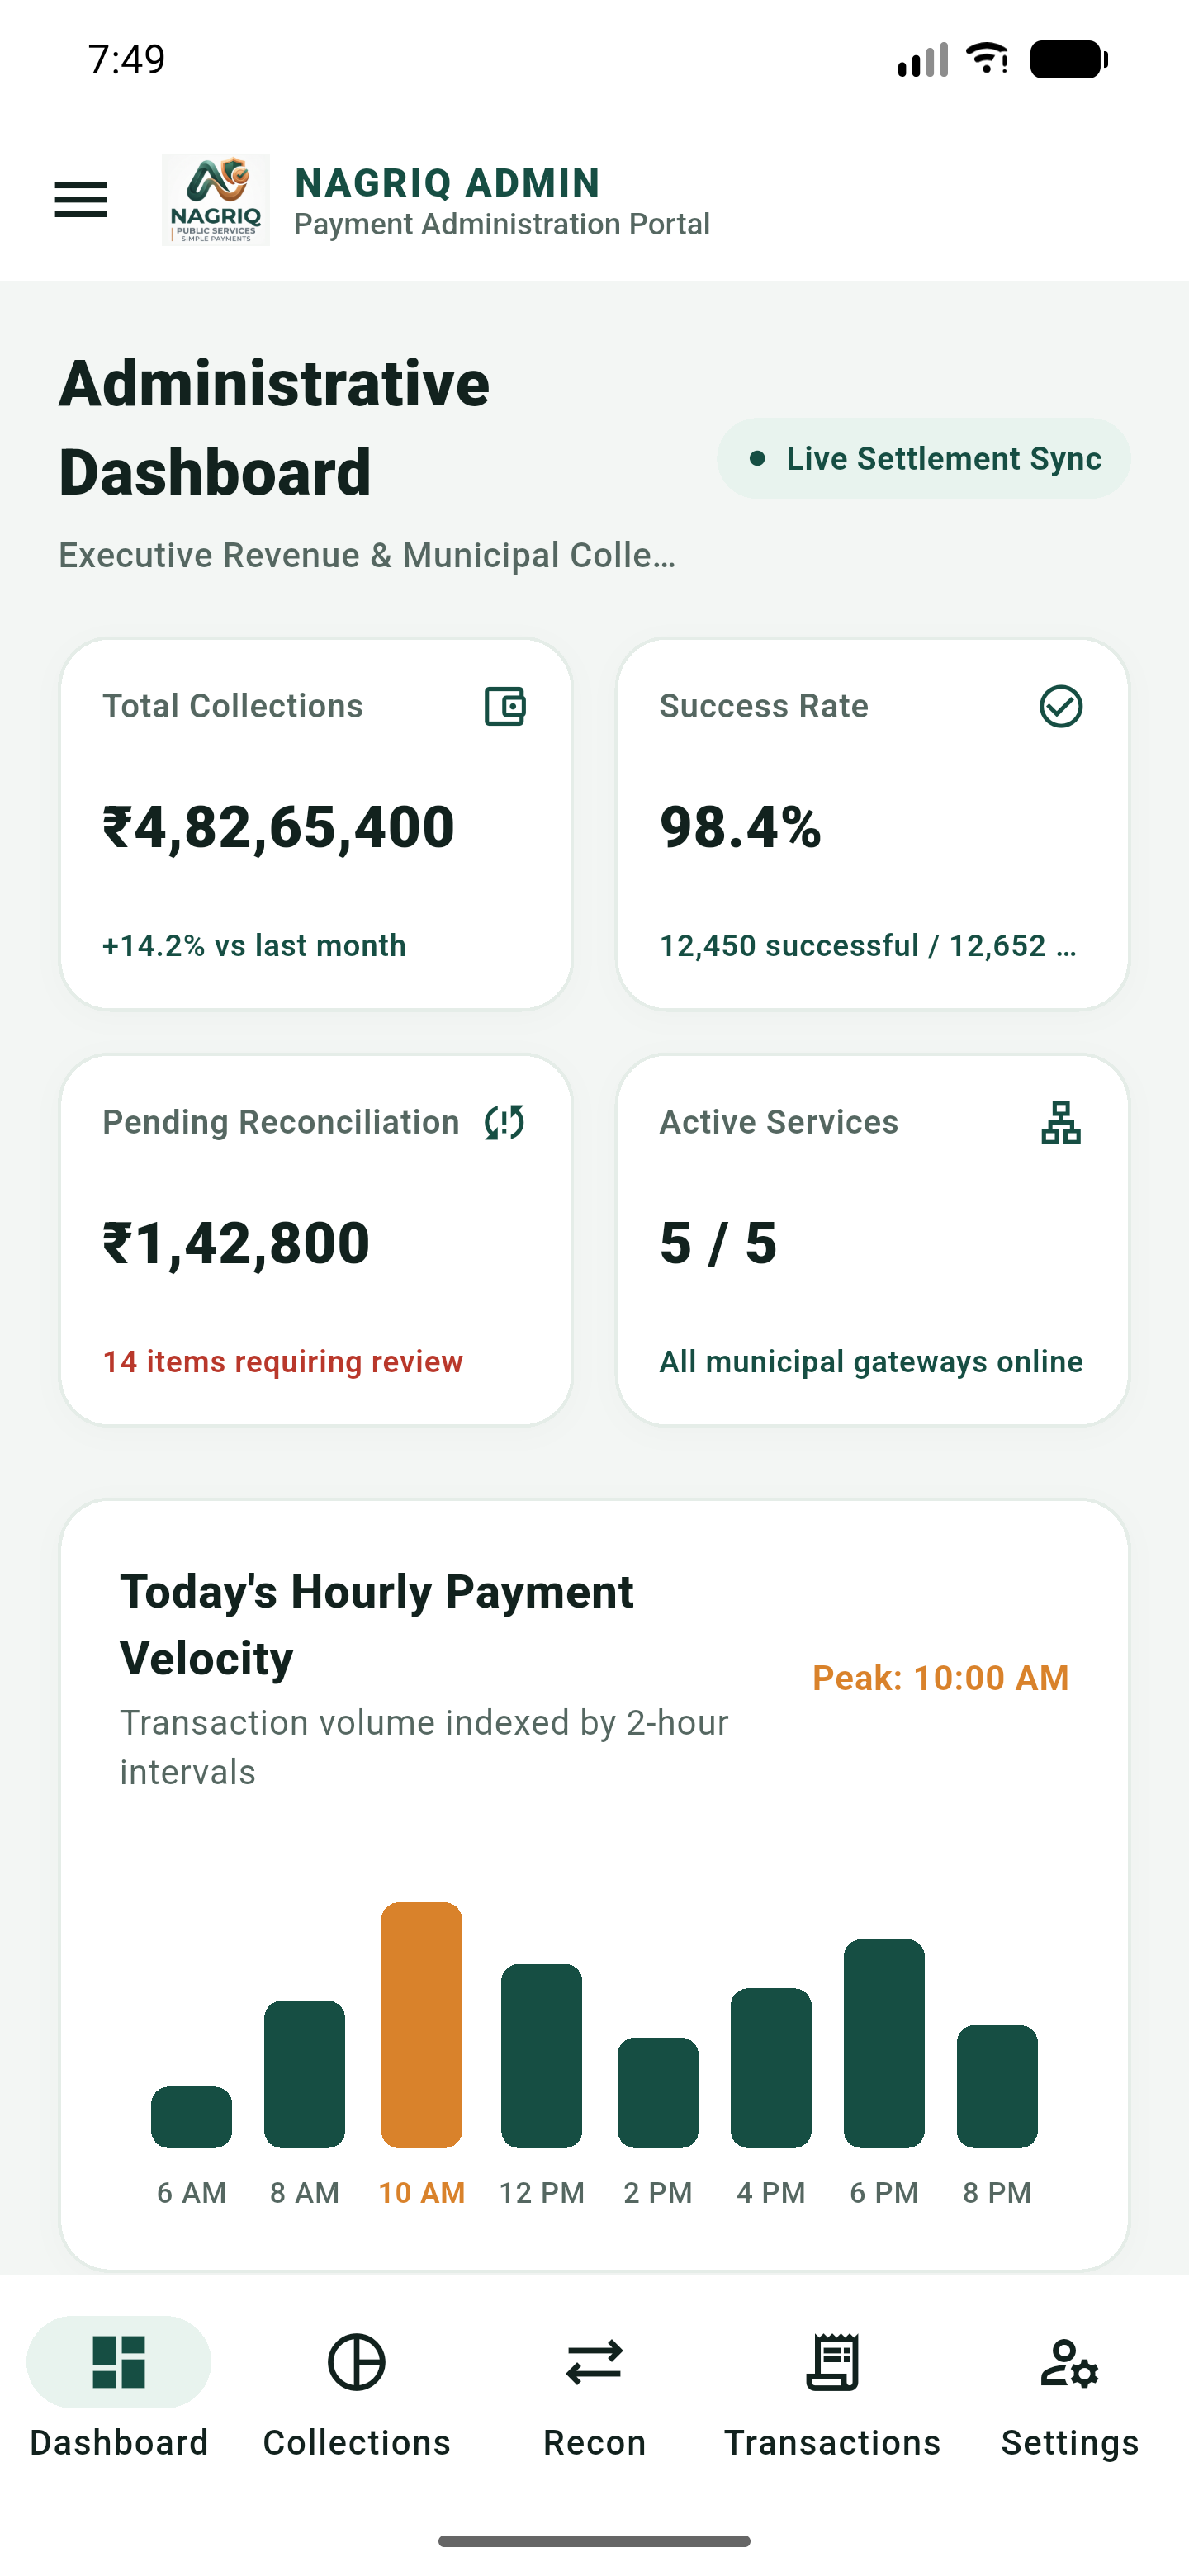 7:49
NAGRIQ
PUBLIC SERVICES
SIMPLE PAYMENTS
NAGRIQ ADMIN
Payment Administration Portal
Administrative
Dashboard
Live Settlement Sync
Executive Revenue & Municipal Colle…
Total Collections
₹4,82,65,400
+14.2% vs last month
Success Rate
98.4%
12,450 successful / 12,652 …
Pending Reconciliation
₹1,42,800
14 items requiring review
Active Services
5 / 5
All municipal gateways online
Today's Hourly Payment
Velocity
Peak: 10:00 AM
Transaction volume indexed by 2-hour
intervals
6 AM 8 AM 10 AM 12 PM 2 PM 4 PM 6 PM 8 PM
Dashboard Collections Recon Transactions Settings